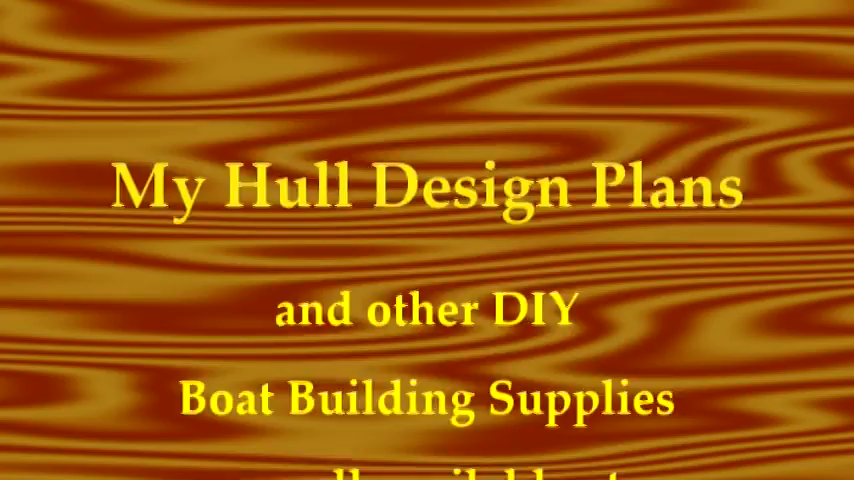 My Hull Design Plans
and other DIY
Boat Building Supplies